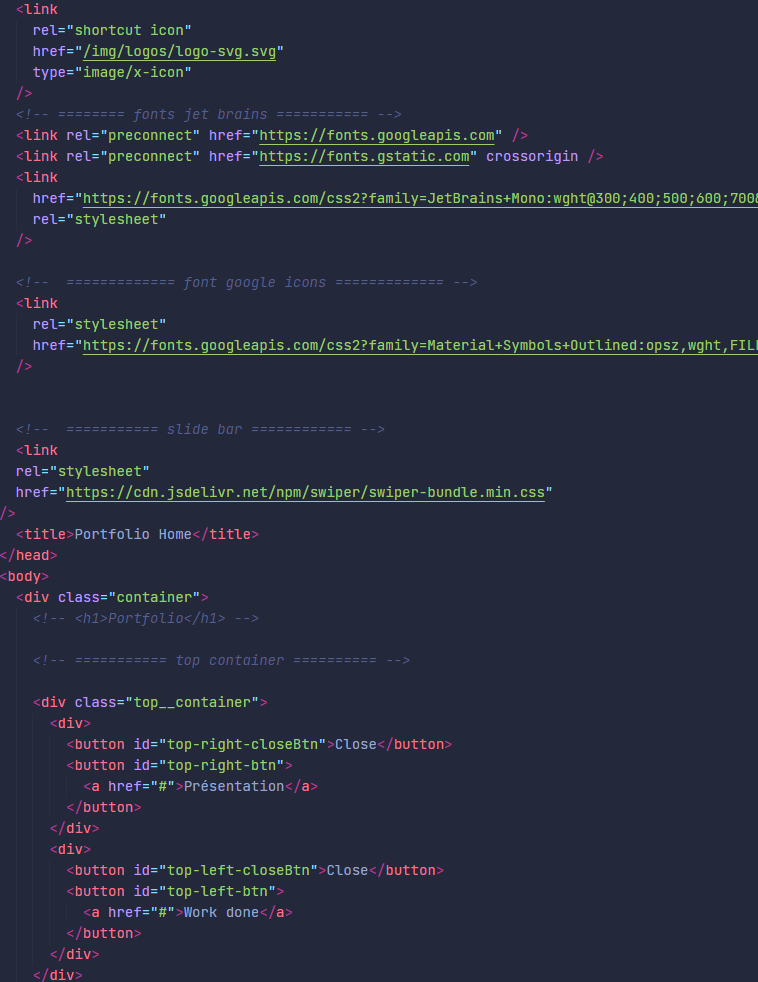 <link
rel="shortcut icon"
href="/img/logos/logo-svg.svg"
type="image/x-icon"
/>
<!-- ======== fonts jet brains =========== -->
<link rel="preconnect" href="https://fonts.googleapis.com" />
<link rel="preconnect" href="https://fonts.gstatic.com" crossorigin />
<link
href="https://fonts.googleapis.com/css2?family=JetBrains+Mono:wght@300;400;500;600;700&
rel="stylesheet"
/>
<!--  ============= font google icons ============= -->
<link
rel="stylesheet"
href="https://fonts.googleapis.com/css2?family=Material+Symbols+Outlined:opsz,wght,FILL
/>
<!--  =========== slide bar ============ -->
<link
rel="stylesheet"
href="https://cdn.jsdelivr.net/npm/swiper/swiper-bundle.min.css"
/>
<title>Portfolio Home</title>
</head>
<body>
<div class="container">
<!-- <h1>Portfolio</h1> -->
<!-- =========== top container ========== -->
<div class="top__container">
<div>
<button id="top-right-closeBtn">Close</button>
<button id="top-right-btn">
<a href="#">Présentation</a>
</button>
</div>
<div>
<button id="top-left-closeBtn">Close</button>
<button id="top-left-btn">
<a href="#">Work done</a>
</button>
</div>
</div>